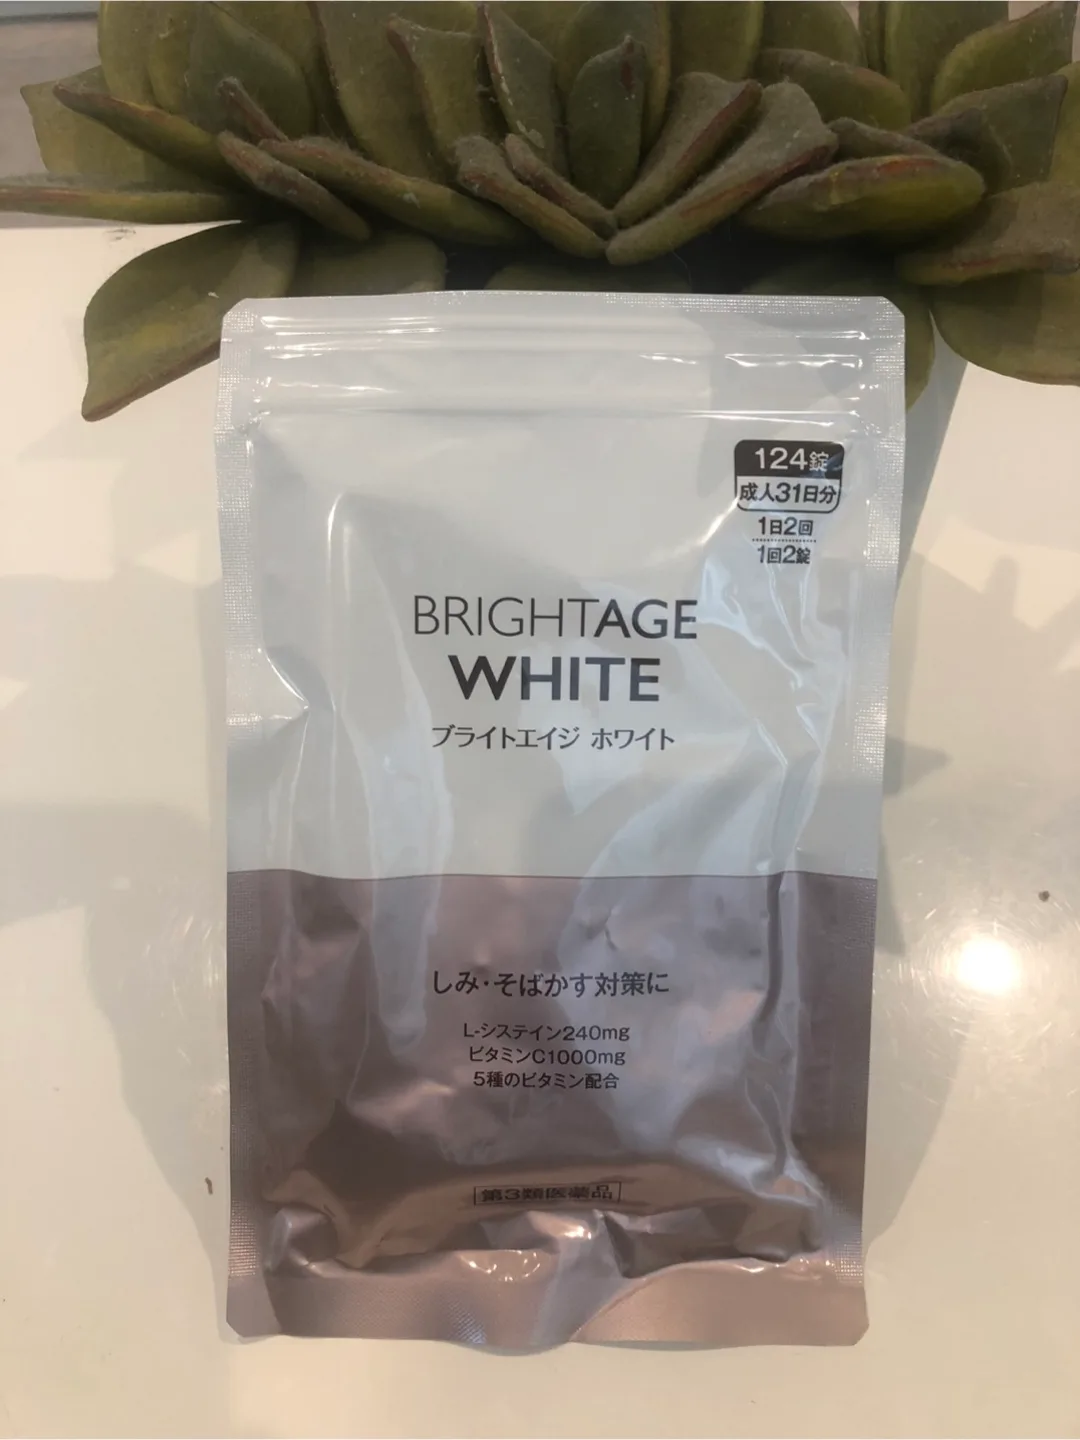 124錠
成人31日分
1日2回
1回2錠
BRIGHTAGE
WHITE
ブライトエイジ ホワイト
しみ・そばかす対策に
L-システイン240mg
ビタミンC1000mg
5種のビタミン配合
第3類医薬品